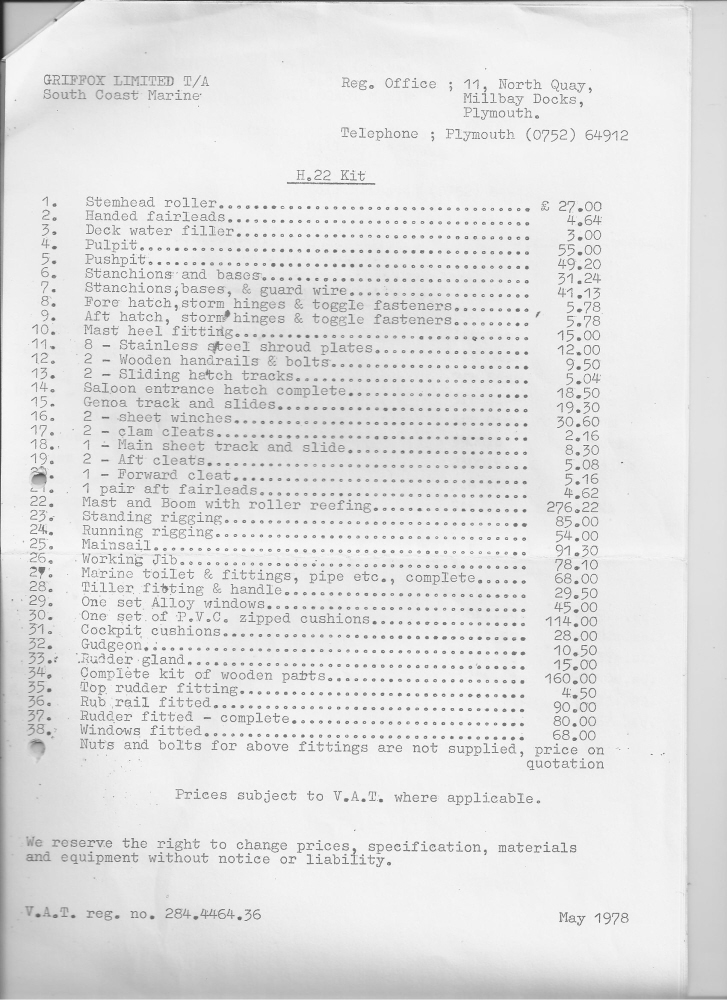 GRIFFOX LIMITED T/A
South Coast Marine
Reg. Office ; 11, North Quay,
Millbay Docks,
Plymouth.
Telephone ; Plymouth (0752) 64912
H.22 Kit
1. Stemhead roller.................................. £ 27.00
2. Handed fairleads................................. 4.64
3. Deck water filler................................ 3.00
4. Pulpit........................................... 55.00
5. Pushpit.......................................... 49.20
6. Stanchions and bases............................. 31.24
7. Stanchions,bases, & guard wire................... 41.13
8. Fore hatch,storm hinges & toggle fasteners....... 5.78
9. Aft hatch, storm hinges & toggle fasteners....... 5.78
10. Mast heel fitting................................ 15.00
11. 8 - Stainless steel shroud plates................ 12.00
12. 2 - Wooden handrails & bolts..................... 9.50
13. 2 - Sliding hatch tracks......................... 5.04
14. Saloon entrance hatch complete................... 18.50
15. Genoa track and slides........................... 19.30
16. 2 - sheet winches................................ 30.60
17. 2 - clam cleats.................................. 2.16
18. 1 - Main sheet track and slide................... 8.30
19. 2 - Aft cleats................................... 5.08
1 - Forward cleat................................ 5.16
21. 1 pair aft fairleads............................. 4.62
22. Mast and Boom with roller reefing................ 276.22
23. Standing rigging................................. 85.00
24. Running rigging.................................. 54.00
25. Mainsail......................................... 91.30
26. Working Jib...................................... 78.10
27. Marine toilet & fittings, pipe etc., complete...... 68.00
28. Tiller fitting & handle.......................... 29.50
29. One set Alloy windows............................ 45.00
30. One set of P.V.C. zipped cushions................ 114.00
31. Cockpit cushions................................. 28.00
32. Gudgeon.......................................... 10.50
33. Rudder gland..................................... 15.00
34. Complete kit of wooden parts..................... 160.00
35. Top rudder fitting............................... 4.50
36. Rub rail fitted.................................. 90.00
37. Rudder fitted - complete......................... 80.00
38. Windows fitted................................... 68.00
Nuts and bolts for above fittings are not supplied, price on
quotation
Prices subject to V.A.T. where applicable.
We reserve the right to change prices, specification, materials
and equipment without notice or liability.
V.A.T. reg. no. 284.4464.36
May 1978